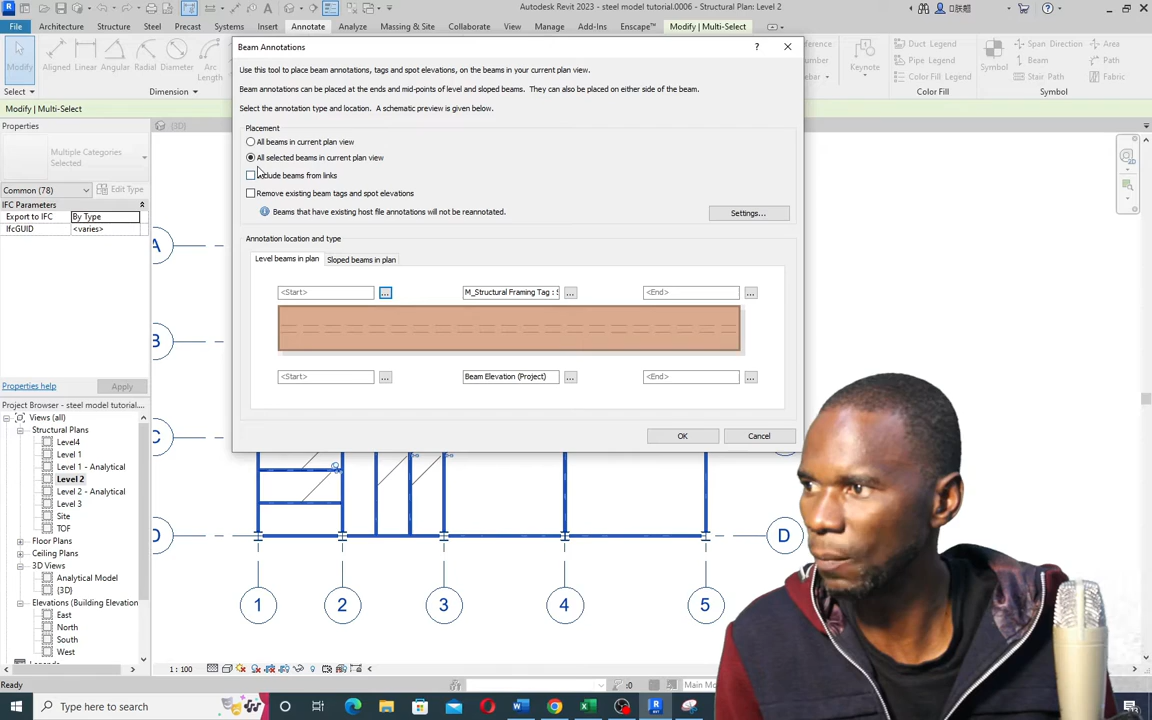 Autodesk Revit 2023 - steel model tutorial.0006 - Structural Plan: Level 2
File Architecture Structure Steel Precast Systems Insert Annotate Analyze Massing & Site Collaborate View Manage Add-Ins Enscape™ Modify | Multi-Select
Modify Aligned Linear Angular Radial Diameter Arc Length
Select Dimension
Keynote Duct Legend Pipe Legend Color Fill Legend Symbol Span Direction Beam Stair Path Area Path Fabric
Color Fill Symbol
Modify | Multi-Select
Properties
Multiple Categories
Selected
Common (78) Edit Type
IFC Parameters
Export to IFC By Type
IfcGUID <varies>
Properties help Apply
Project Browser - steel model tutorial....
Views (all)
Structural Plans
Level4
Level 1
Level 1 - Analytical
Level 2
Level 2 - Analytical
Level 3
Site
TOF
Floor Plans
Ceiling Plans
3D Views
Analytical Model
{3D}
Elevations (Building Elevation
East
North
South
West
{3D}
Beam Annotations
Use this tool to place beam annotations, tags and spot elevations, on the beams in your current plan view.
Beam annotations can be placed at the ends and mid-points of level and sloped beams. They can also be placed on either side of the beam.
Select the annotation type and location. A schematic preview is given below.
Placement
All beams in current plan view
All selected beams in current plan view
Include beams from links
Remove existing beam tags and spot elevations
Beams that have existing host file annotations will not be reannotated.
Settings...
Annotation location and type
Level beams in plan Sloped beams in plan
<Start> ... M_Structural Framing Tag : ... <End> ...
<Start> ... Beam Elevation (Project) ... <End> ...
OK Cancel
A
B
C
D D
1 2 3 4 5
1 : 100
Ready
:0
Type here to search